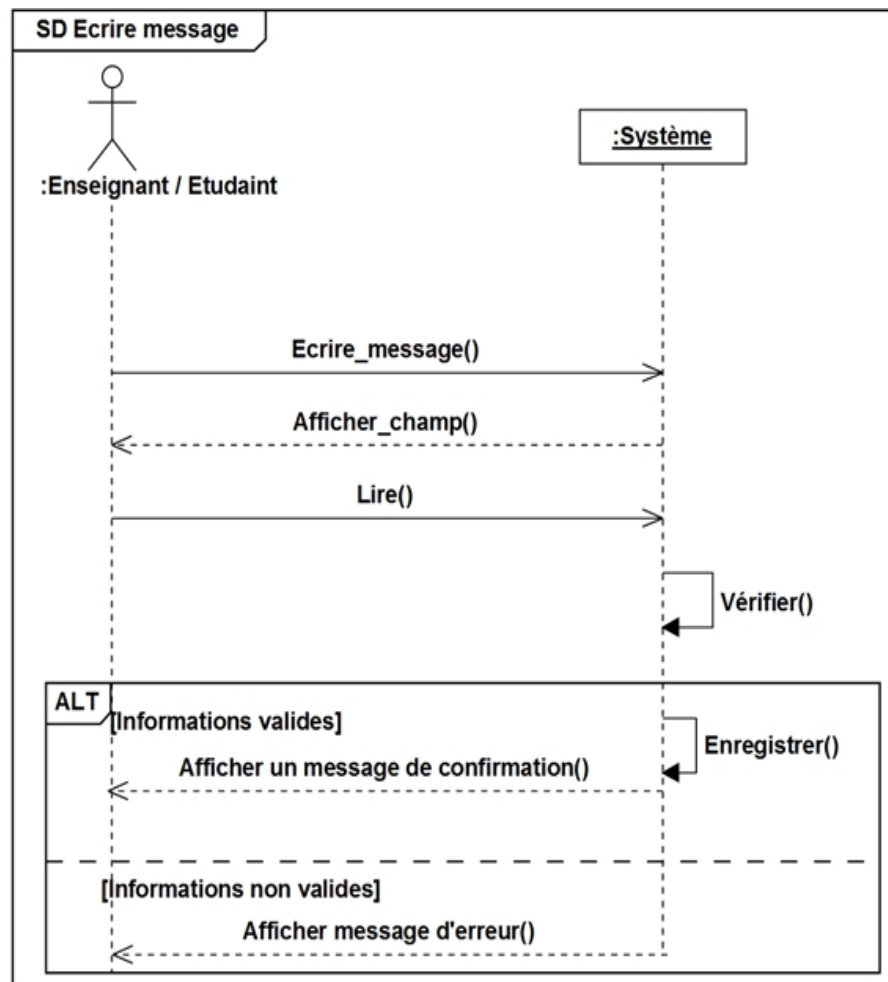 SD Ecrire message
:Système
:Enseignant / Etudaint
Ecrire_message()
Afficher_champ()
Lire()
Vérifier()
ALT
[Informations valides]
Enregistrer()
Afficher un message de confirmation()
[Informations non valides]
Afficher message d'erreur()